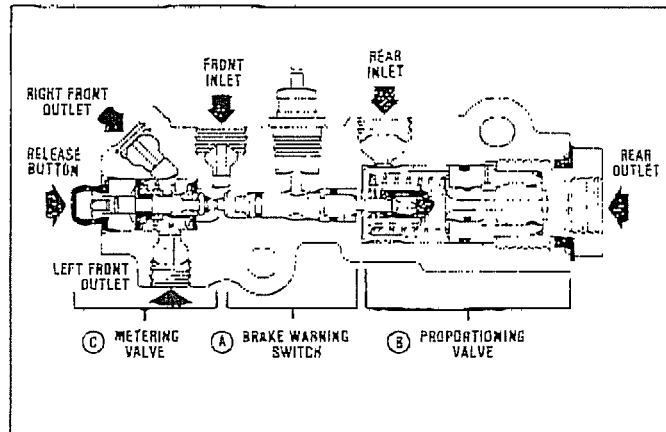 FRONT
INLET
REAR
INLET
RIGHT FRONT
OUTLET
RELEASE
BUTTON
REAR
OUTLET
LEFT FRONT
OUTLET
C METERING
VALVE
A BRAKE WARNING
SWITCH
B PROPORTIONING
VALVE